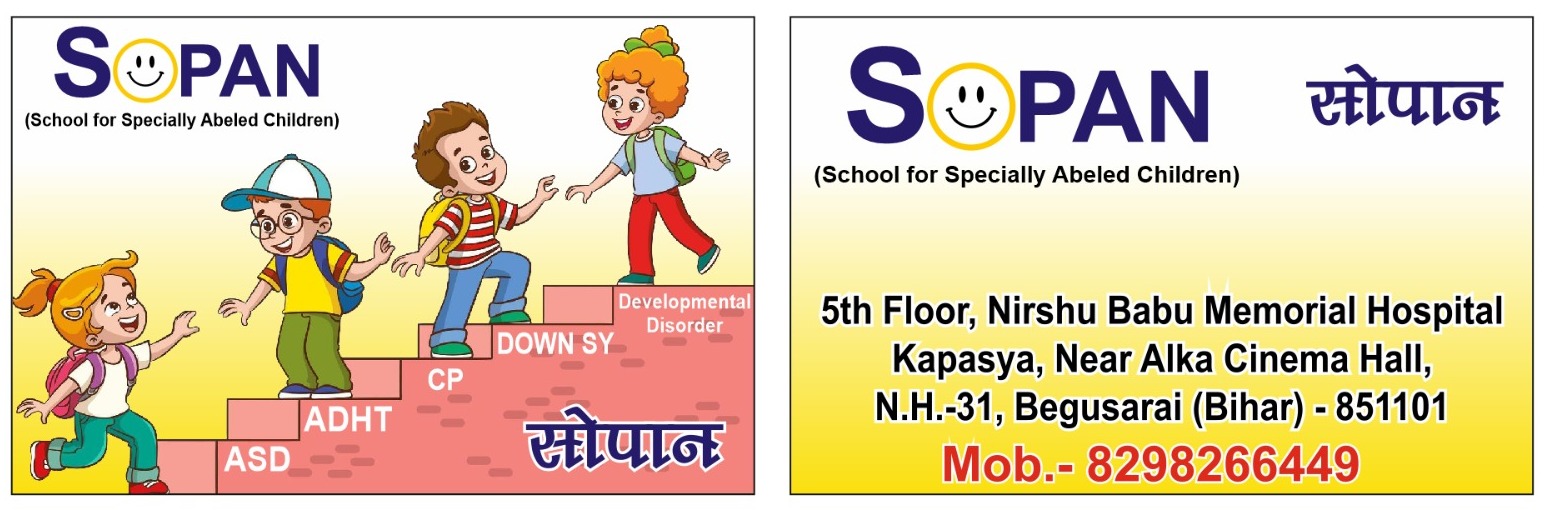 SOPAN
(School for Specially Abeled Children)
Developmental
Disorder
DOWN SY
CP
ADHT
ASD
सोपान
SOPAN
सोपान
(School for Specially Abeled Children)
5th Floor, Nirshu Babu Memorial Hospital
Kapasya, Near Alka Cinema Hall,
N.H.-31, Begusarai (Bihar) - 851101
Mob.- 8298266449